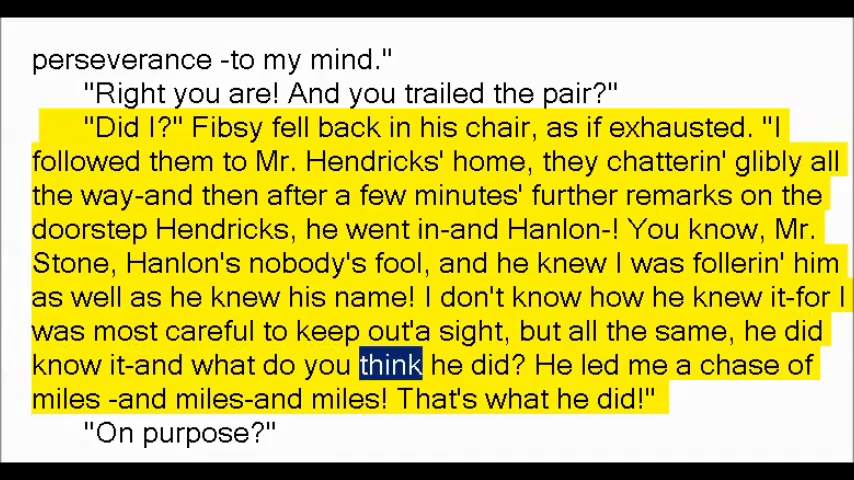 perseverance -to my mind."
"Right you are! And you trailed the pair?"
"Did I?" Fibsy fell back in his chair, as if exhausted. "I
followed them to Mr. Hendricks' home, they chatterin' glibly all
the way-and then after a few minutes' further remarks on the
doorstep Hendricks, he went in-and Hanlon-! You know, Mr.
Stone, Hanlon's nobody's fool, and he knew I was follerin' him
as well as he knew his name! I don't know how he knew it-for I
was most careful to keep out'a sight, but all the same, he did
know it-and what do you think he did? He led me a chase of
miles -and miles-and miles! That's what he did!"
"On purpose?"